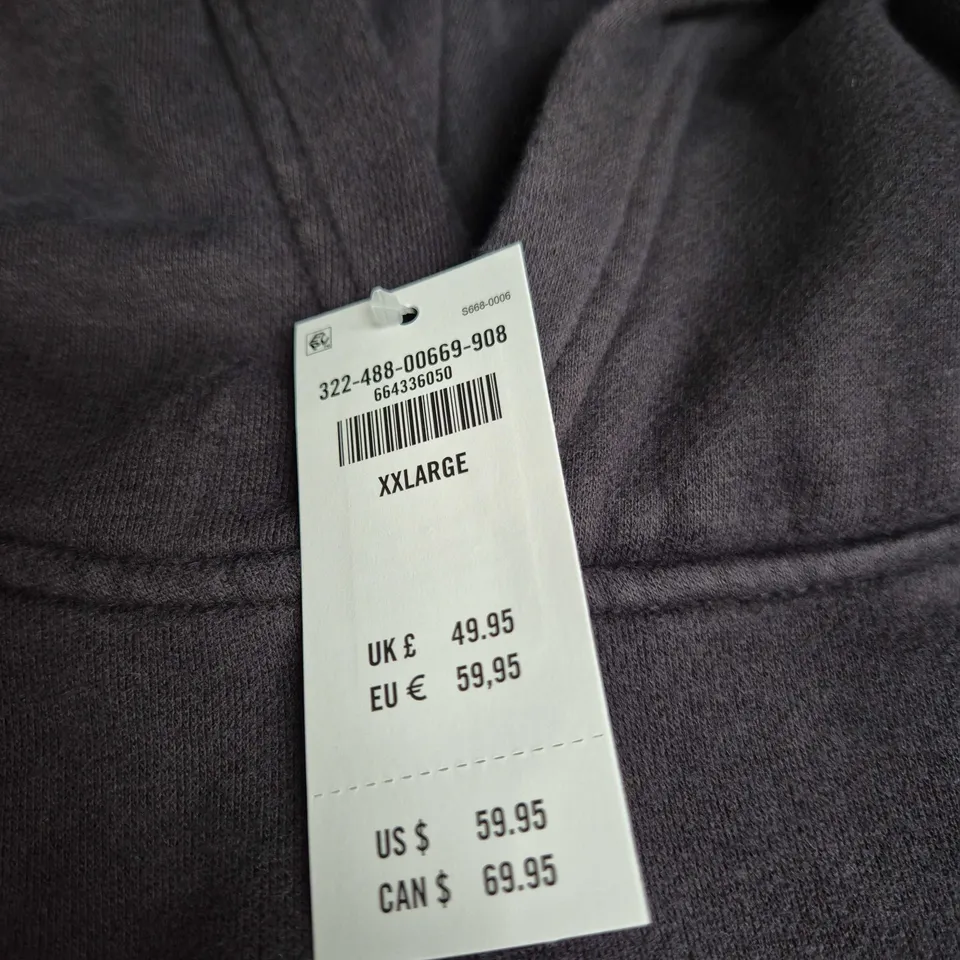 S668-0006
322-488-00669-908
664336050
XXLARGE
UK £ 49.95
EU € 59,95
US $ 59.95
CAN $ 69.95